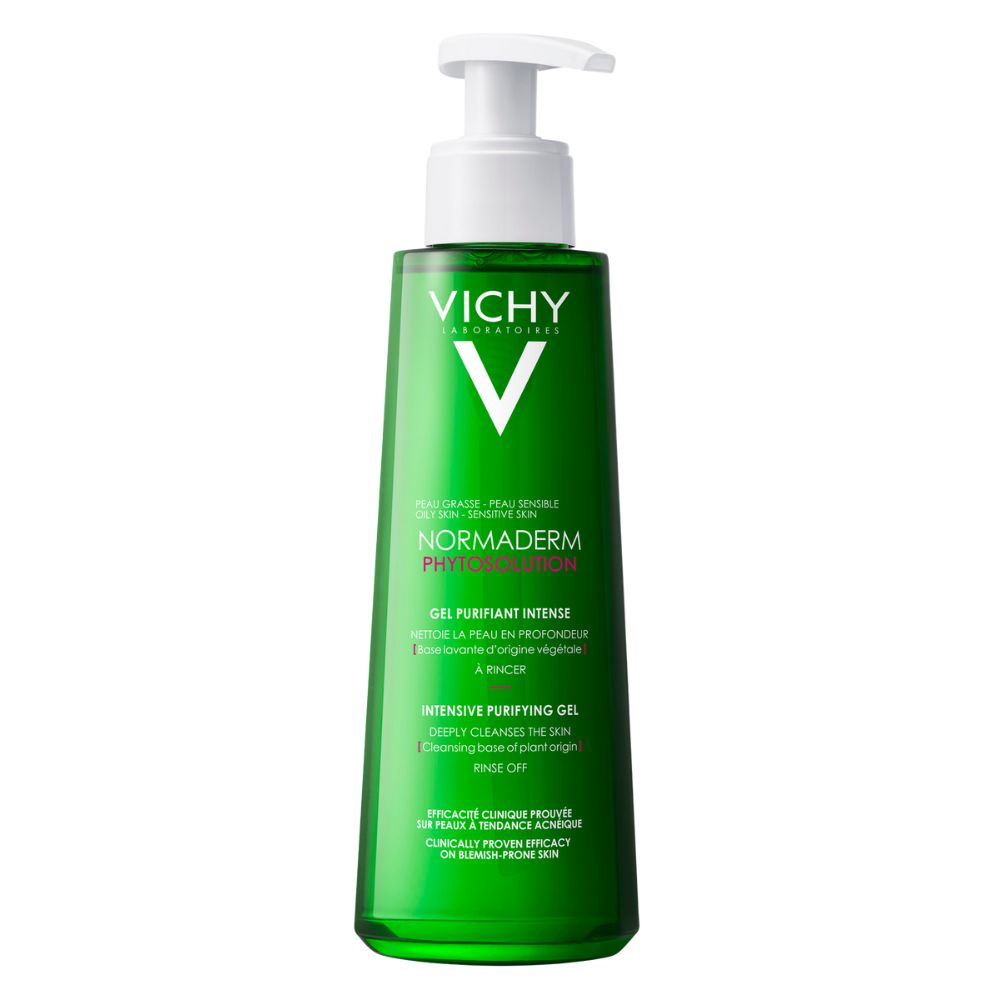 VICHY
LABORATOIRES
V
PEAU GRASSE - PEAU SENSIBLE
OILY SKIN - SENSITIVE SKIN
NORMADERM
PHYTOSOLUTION
GEL PURIFIANT INTENSE
NETTOIE LA PEAU EN PROFONDEUR
[Base lavante d'origine végétale]
À RINCER
INTENSIVE PURIFYING GEL
DEEPLY CLEANSES THE SKIN
[Cleansing base of plant origin]
RINSE OFF
EFFICACITÉ CLINIQUE PROUVÉE
SUR PEAUX À TENDANCE ACNÉIQUE
CLINICALLY PROVEN EFFICACY
ON BLEMISH-PRONE SKIN